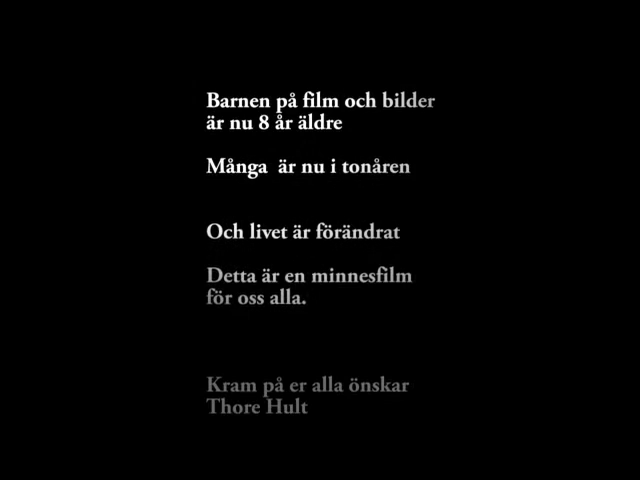 Barnen på film och bilder
är nu 8 år äldre
Många är nu i tonåren
Och livet är förändrat
Detta är en minnesfilm
för oss alla.
Kram på er alla önskar
Thore Hult